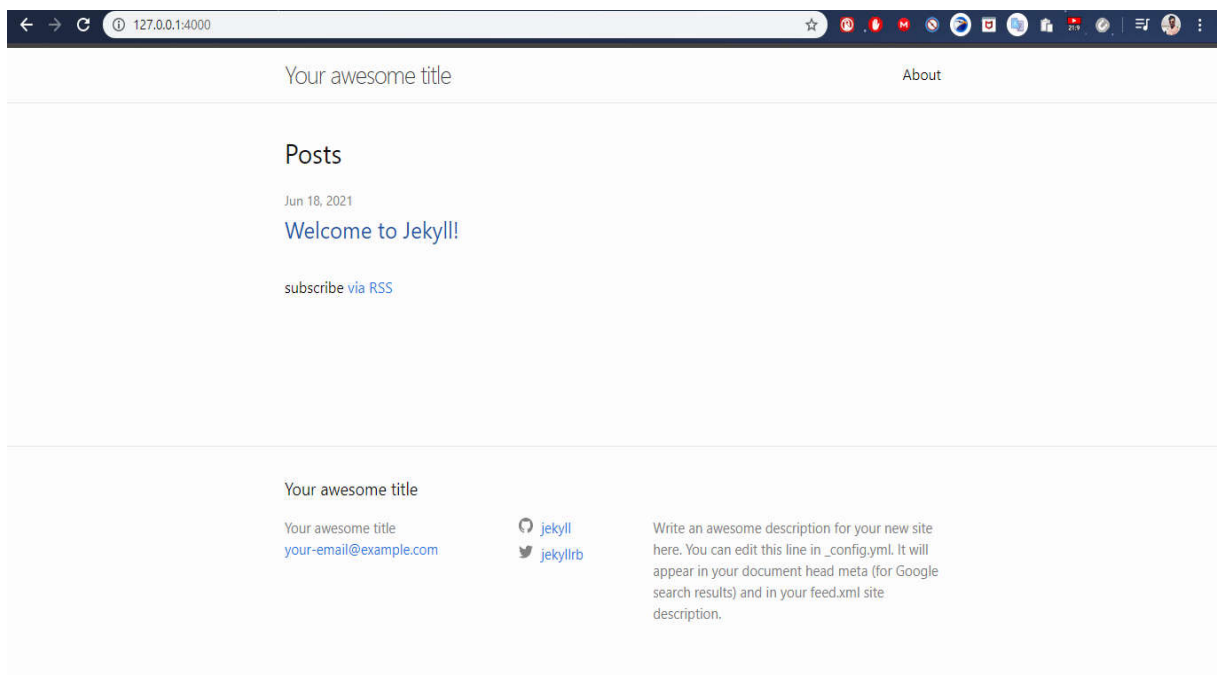 127.0.0.1:4000
21:9
Your awesome title
About
Posts
Jun 18, 2021
Welcome to Jekyll!
subscribe via RSS
Your awesome title
Your awesome title
your-email@example.com
jekyll
jekyllrb
Write an awesome description for your new site
here. You can edit this line in _config.yml. It will
appear in your document head meta (for Google
search results) and in your feed.xml site
description.